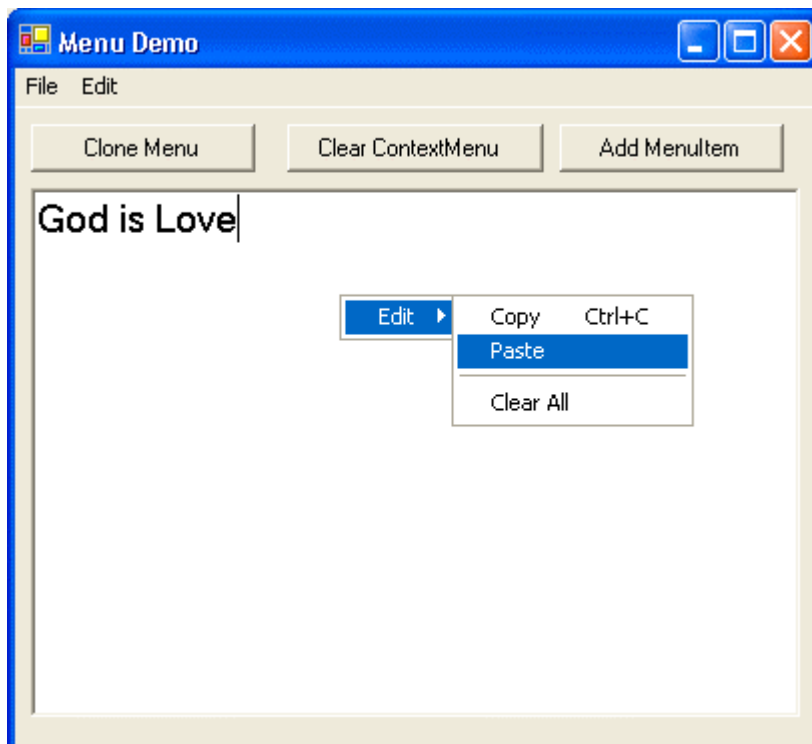 Menu Demo
File Edit
Clone Menu Clear ContextMenu Add MenuItem
God is Love
Edit Copy Ctrl+C
Paste
Clear All